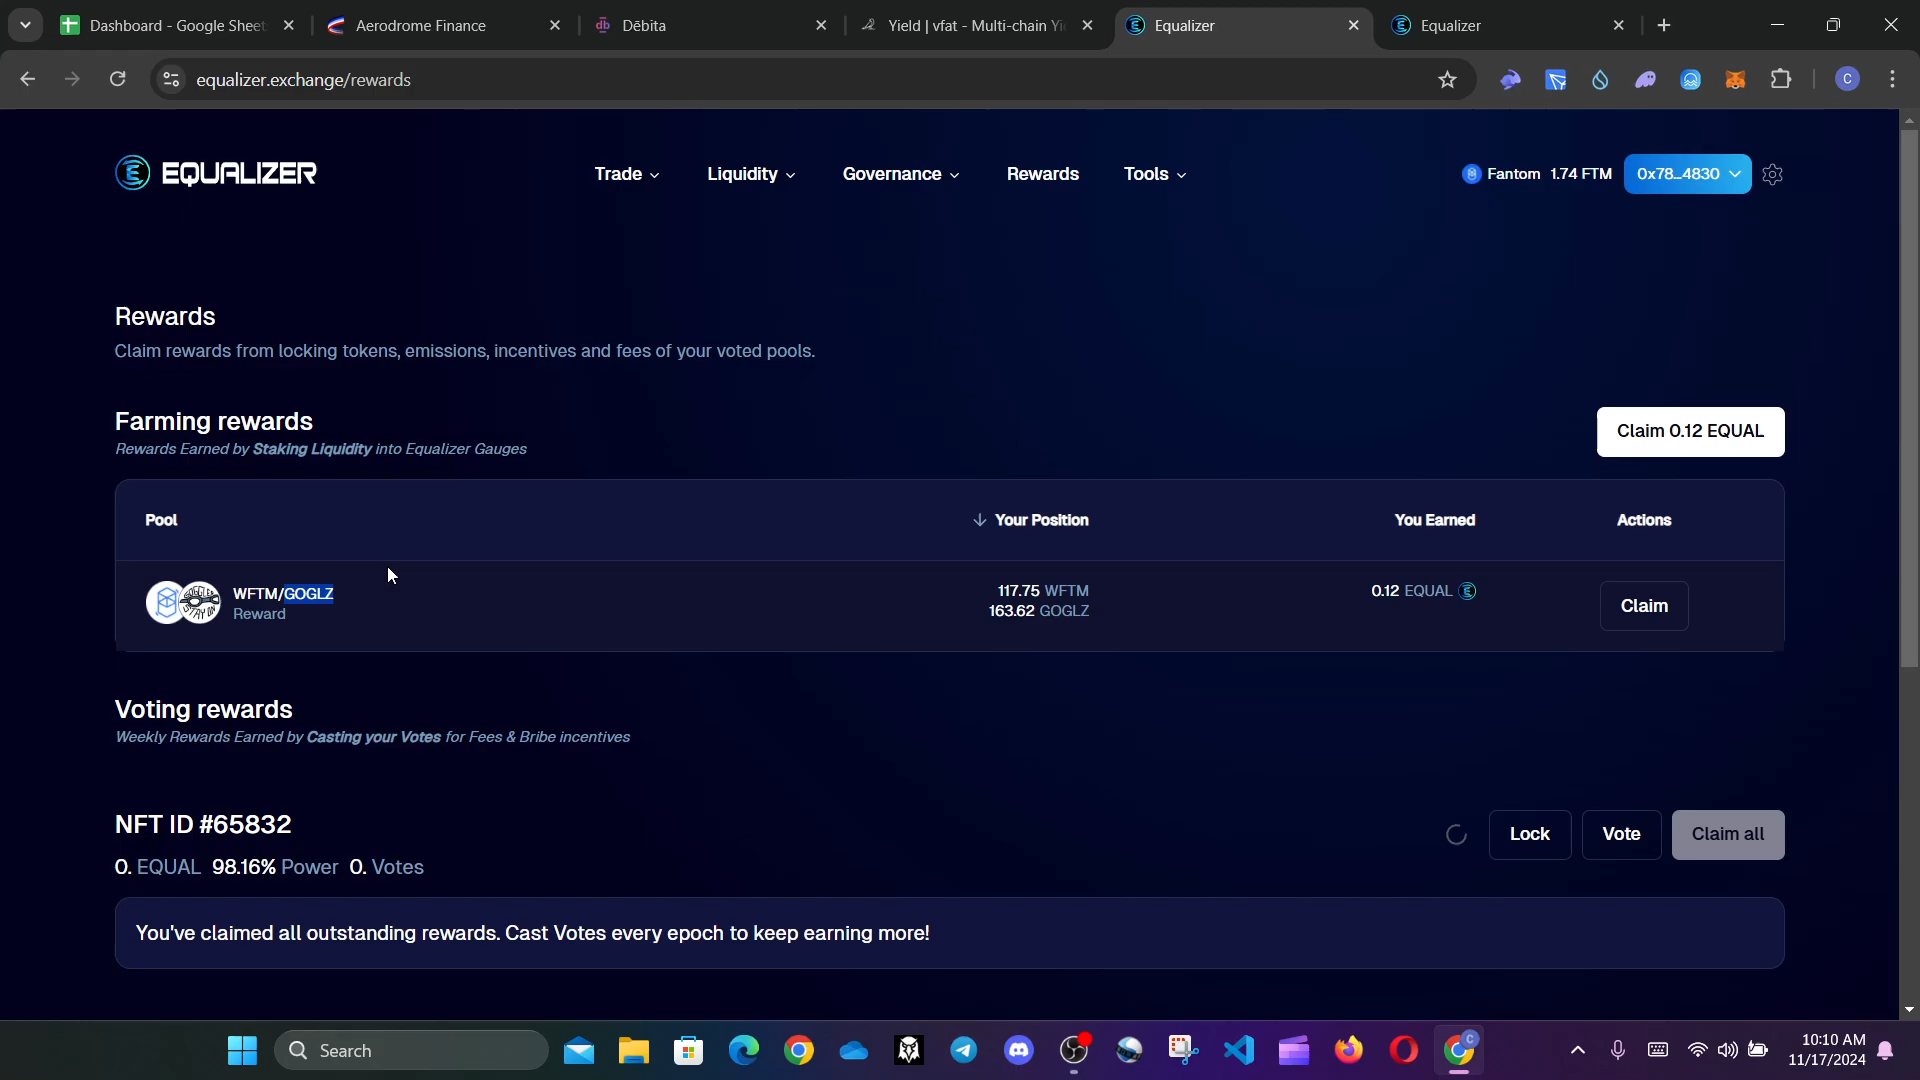 Dashboard - Google Sheet
Aerodrome Finance
Dēbita
Yield | vfat - Multi-chain Yi
Equalizer
Equalizer
equalizer.exchange/rewards
C
EQUALIZER
Trade
Liquidity
Governance
Rewards
Tools
Fantom 1.74 FTM
0x78...4830
Rewards
Claim rewards from locking tokens, emissions, incentives and fees of your voted pools.
Farming rewards
Rewards Earned by Staking Liquidity into Equalizer Gauges
Claim 0.12 EQUAL
Pool
Your Position
You Earned
Actions
WFTM/GOGLZ
Reward
117.75 WFTM
163.62 GOGLZ
0.12 EQUAL
Claim
Voting rewards
Weekly Rewards Earned by Casting your Votes for Fees & Bribe incentives
NFT ID #65832
0. EQUAL 98.16% Power 0. Votes
Lock
Vote
Claim all
You've claimed all outstanding rewards. Cast Votes every epoch to keep earning more!
Search
C
10:10 AM
11/17/2024